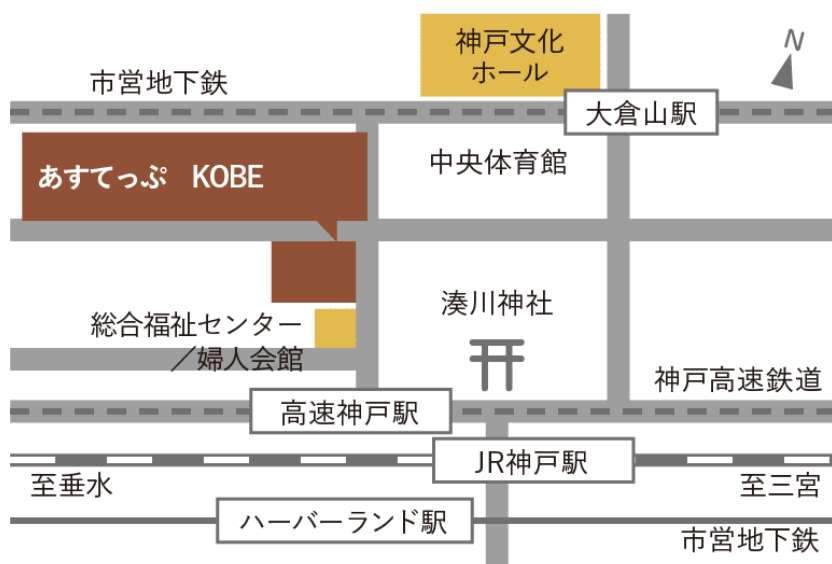 神戸文化
ホール
N
市営地下鉄
大倉山駅
中央体育館
あすてっぷ　KOBE
湊川神社
総合福祉センター
／婦人会館
神戸高速鉄道
高速神戸駅
JR神戸駅
至垂水
至三宮
ハーバーランド駅
市営地下鉄